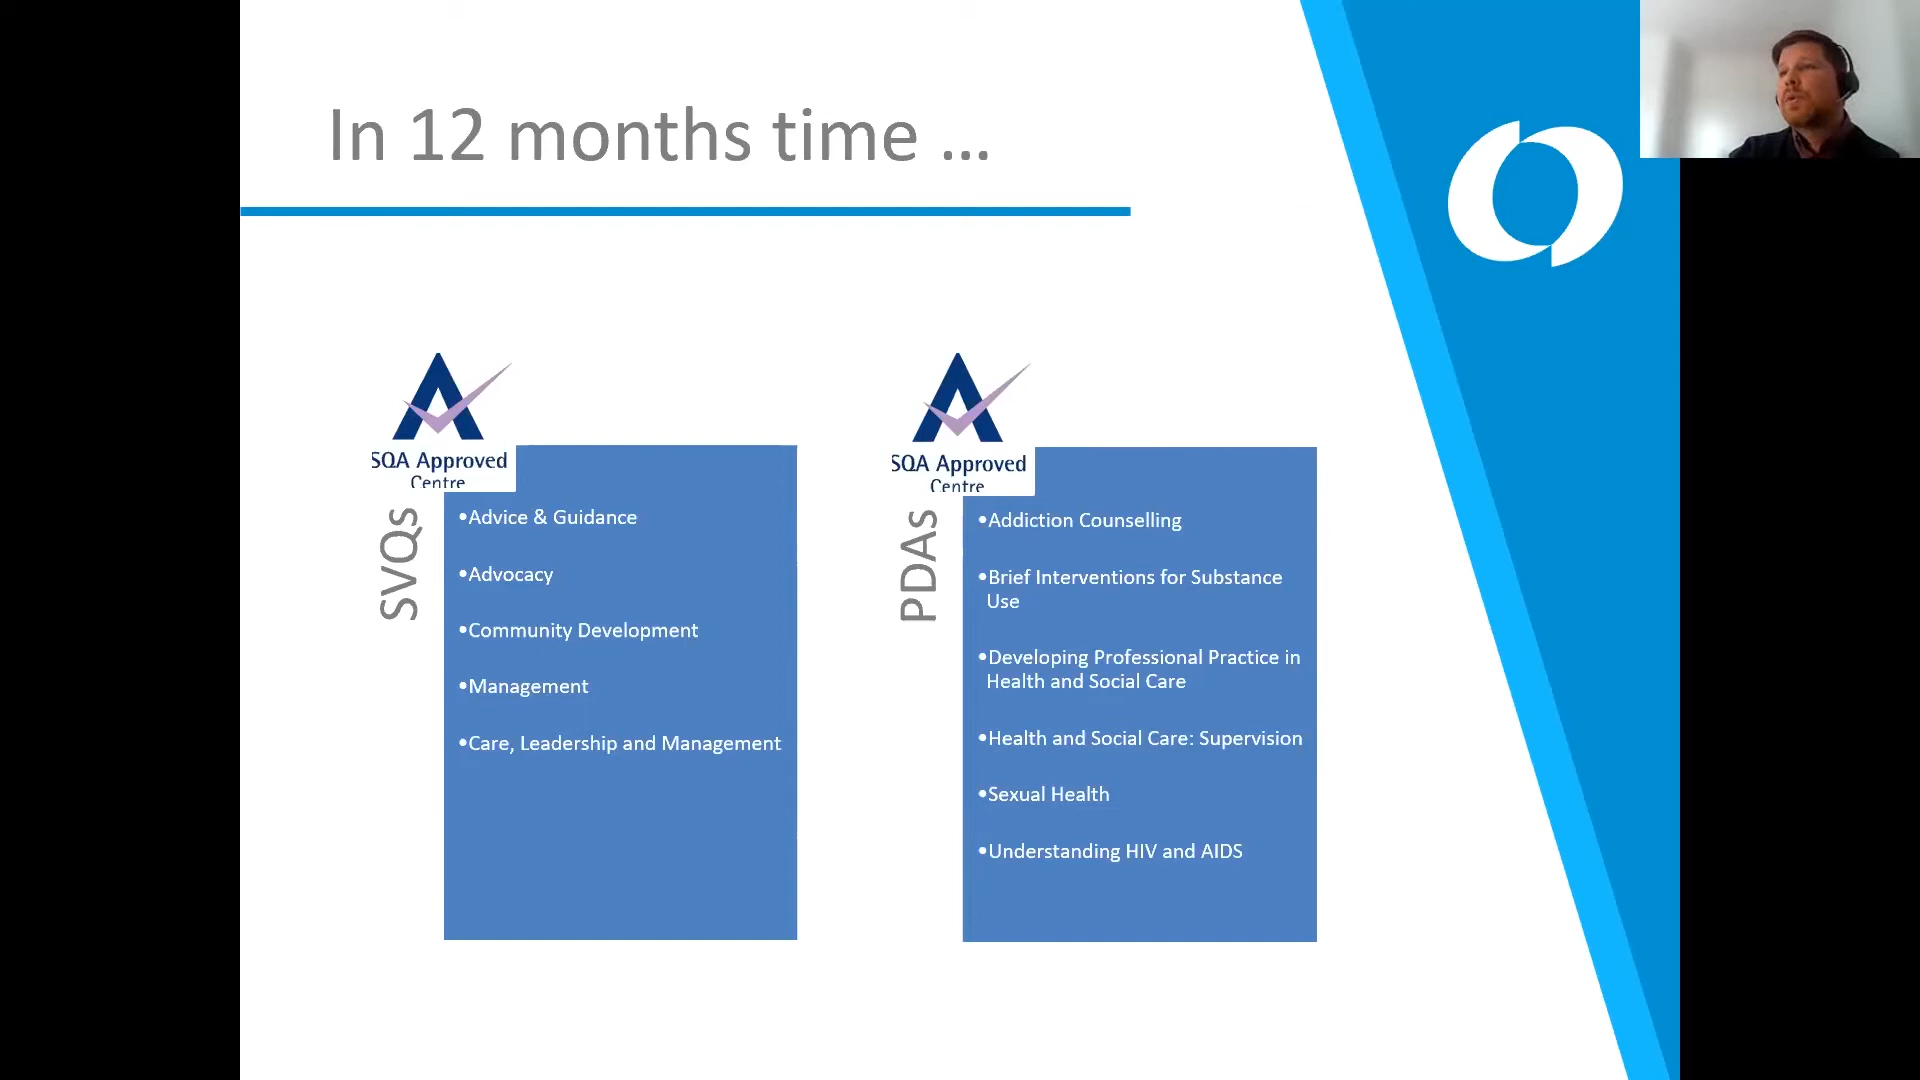 In 12 months time ...
SQA Approved
Centre
SVQs
•Advice & Guidance
•Advocacy
•Community Development
•Management
•Care, Leadership and Management
SQA Approved
Centre
PDAs
•Addiction Counselling
•Brief Interventions for Substance
Use
•Developing Professional Practice in
Health and Social Care
•Health and Social Care: Supervision
•Sexual Health
•Understanding HIV and AIDS